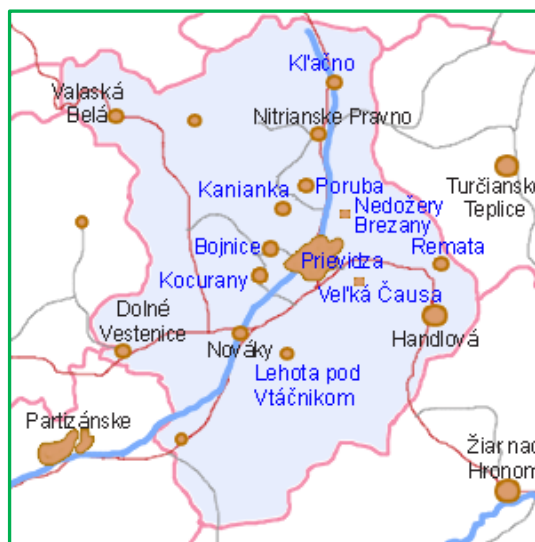 Kľačno
Valaská
Belá
Nitrianske Pravno
Kanianka
Poruba
Turčianske
Teplice
Nedožery
Brezany
Bojnice
Prievidza
Remata
Kocurany
Veľká Čausa
Dolné
Vestenice
Nováky
Handlová
Lehota pod
Vtáčnikom
Partizánske
Žiar nad
Hronom